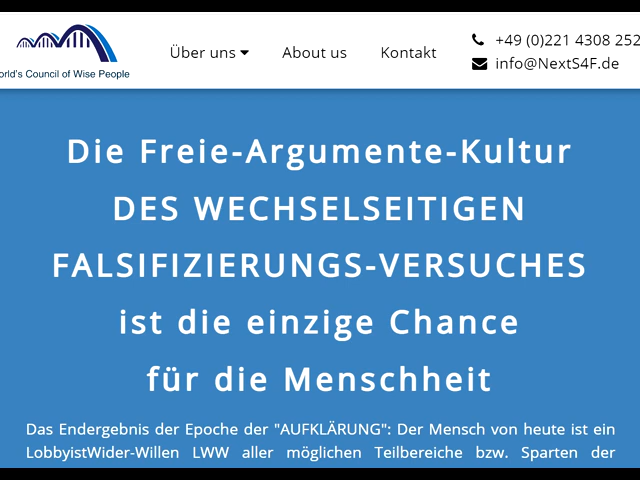 Über uns
About us
Kontakt
+49 (0)221 4308 252
info@NextS4F.de
Council of Wise People
Die Freie-Argumente-Kultur
DES WECHSELSEITIGEN
FALSIFIZIERUNGS-VERSUCHES
ist die einzige Chance
für die Menschheit
Das Endergebnis der Epoche der "AUFKLÄRUNG": Der Mensch von heute ist ein
LobbyistWider-Willen LWW aller möglichen Teilbereiche bzw. Sparten der